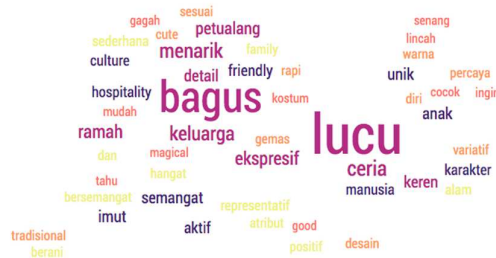 gagah
sesuai
senang
sederhana
cute
petualang
lincah
menarik
family
warna
culture
detail
friendly
rapi
unik
percaya
hospitality
bagus
kostum
diri
cocok
ingin
mudah
anak
ramah
keluarga
gemas
lucu
dan
magical
ekspresif
ceria
variatif
tahu
hangat
karakter
bersemangat
semangat
manusia
keren
alam
imut
representatif
aktif
atribut
good
tradisional
positif
desain
berani